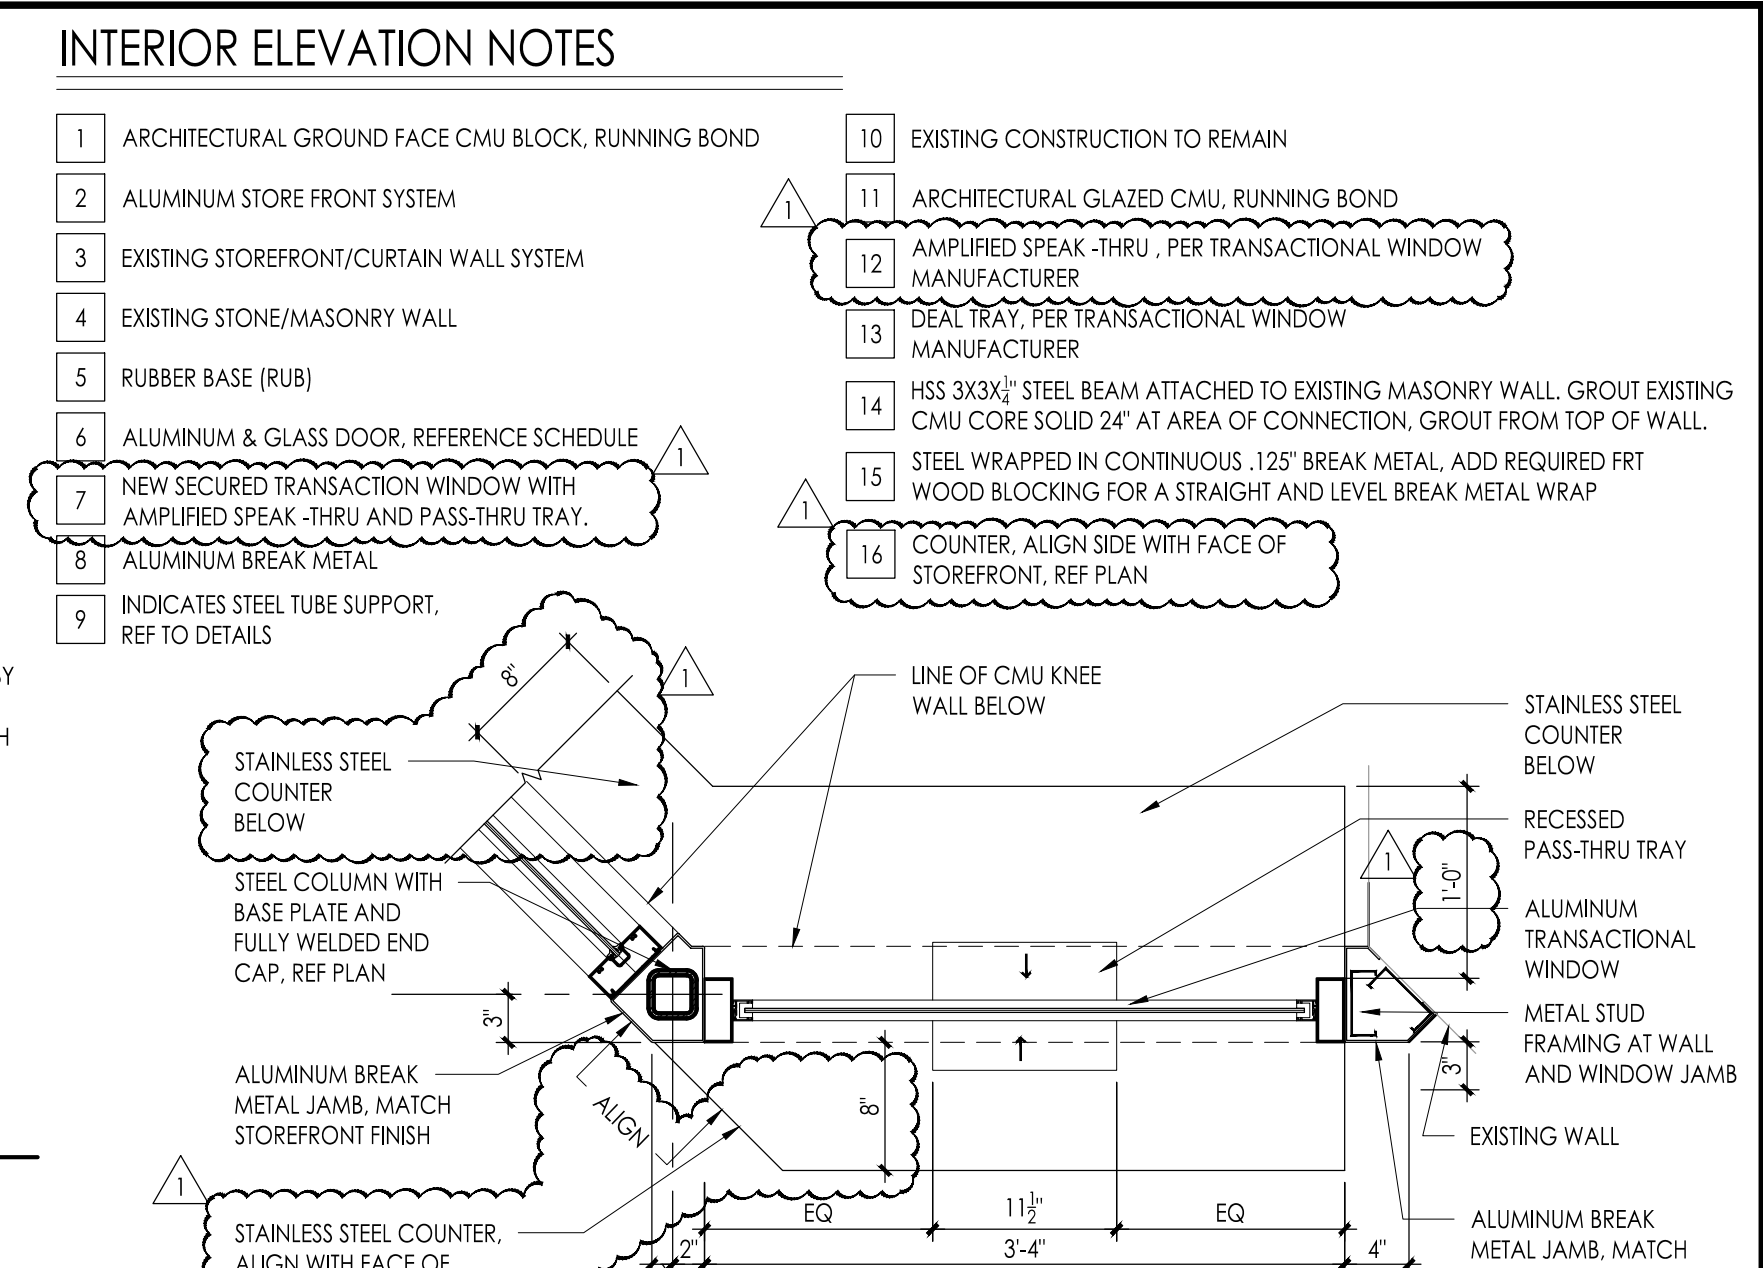 INTERIOR ELEVATION NOTES
1 ARCHITECTURAL GROUND FACE CMU BLOCK, RUNNING BOND
2 ALUMINUM STORE FRONT SYSTEM
3 EXISTING STOREFRONT/CURTAIN WALL SYSTEM
4 EXISTING STONE/MASONRY WALL
5 RUBBER BASE (RUB)
6 ALUMINUM & GLASS DOOR, REFERENCE SCHEDULE
1
7 NEW SECURED TRANSACTION WINDOW WITH
AMPLIFIED SPEAK -THRU AND PASS-THRU TRAY.
8 ALUMINUM BREAK METAL
9 INDICATES STEEL TUBE SUPPORT,
REF TO DETAILS
10 EXISTING CONSTRUCTION TO REMAIN
11 ARCHITECTURAL GLAZED CMU, RUNNING BOND
1
12 AMPLIFIED SPEAK -THRU , PER TRANSACTIONAL WINDOW
MANUFACTURER
13 DEAL TRAY, PER TRANSACTIONAL WINDOW
MANUFACTURER
14 HSS 3X3X1/4" STEEL BEAM ATTACHED TO EXISTING MASONRY WALL. GROUT EXISTING
CMU CORE SOLID 24" AT AREA OF CONNECTION, GROUT FROM TOP OF WALL.
15 STEEL WRAPPED IN CONTINUOUS .125" BREAK METAL, ADD REQUIRED FRT
WOOD BLOCKING FOR A STRAIGHT AND LEVEL BREAK METAL WRAP
1
16 COUNTER, ALIGN SIDE WITH FACE OF
STOREFRONT, REF PLAN
Y
H
8"
1
STAINLESS STEEL
COUNTER
BELOW
STEEL COLUMN WITH
BASE PLATE AND
FULLY WELDED END
CAP, REF PLAN
3"
ALUMINUM BREAK
METAL JAMB, MATCH
STOREFRONT FINISH
ALIGN
1
STAINLESS STEEL COUNTER,
ALIGN WITH FACE OF
LINE OF CMU KNEE
WALL BELOW
8"
EQ
11 1/2"
EQ
2"
3'-4"
4"
STAINLESS STEEL
COUNTER
BELOW
RECESSED
PASS-THRU TRAY
1
1'-0"
ALUMINUM
TRANSACTIONAL
WINDOW
METAL STUD
FRAMING AT WALL
AND WINDOW JAMB
3"
EXISTING WALL
ALUMINUM BREAK
METAL JAMB, MATCH